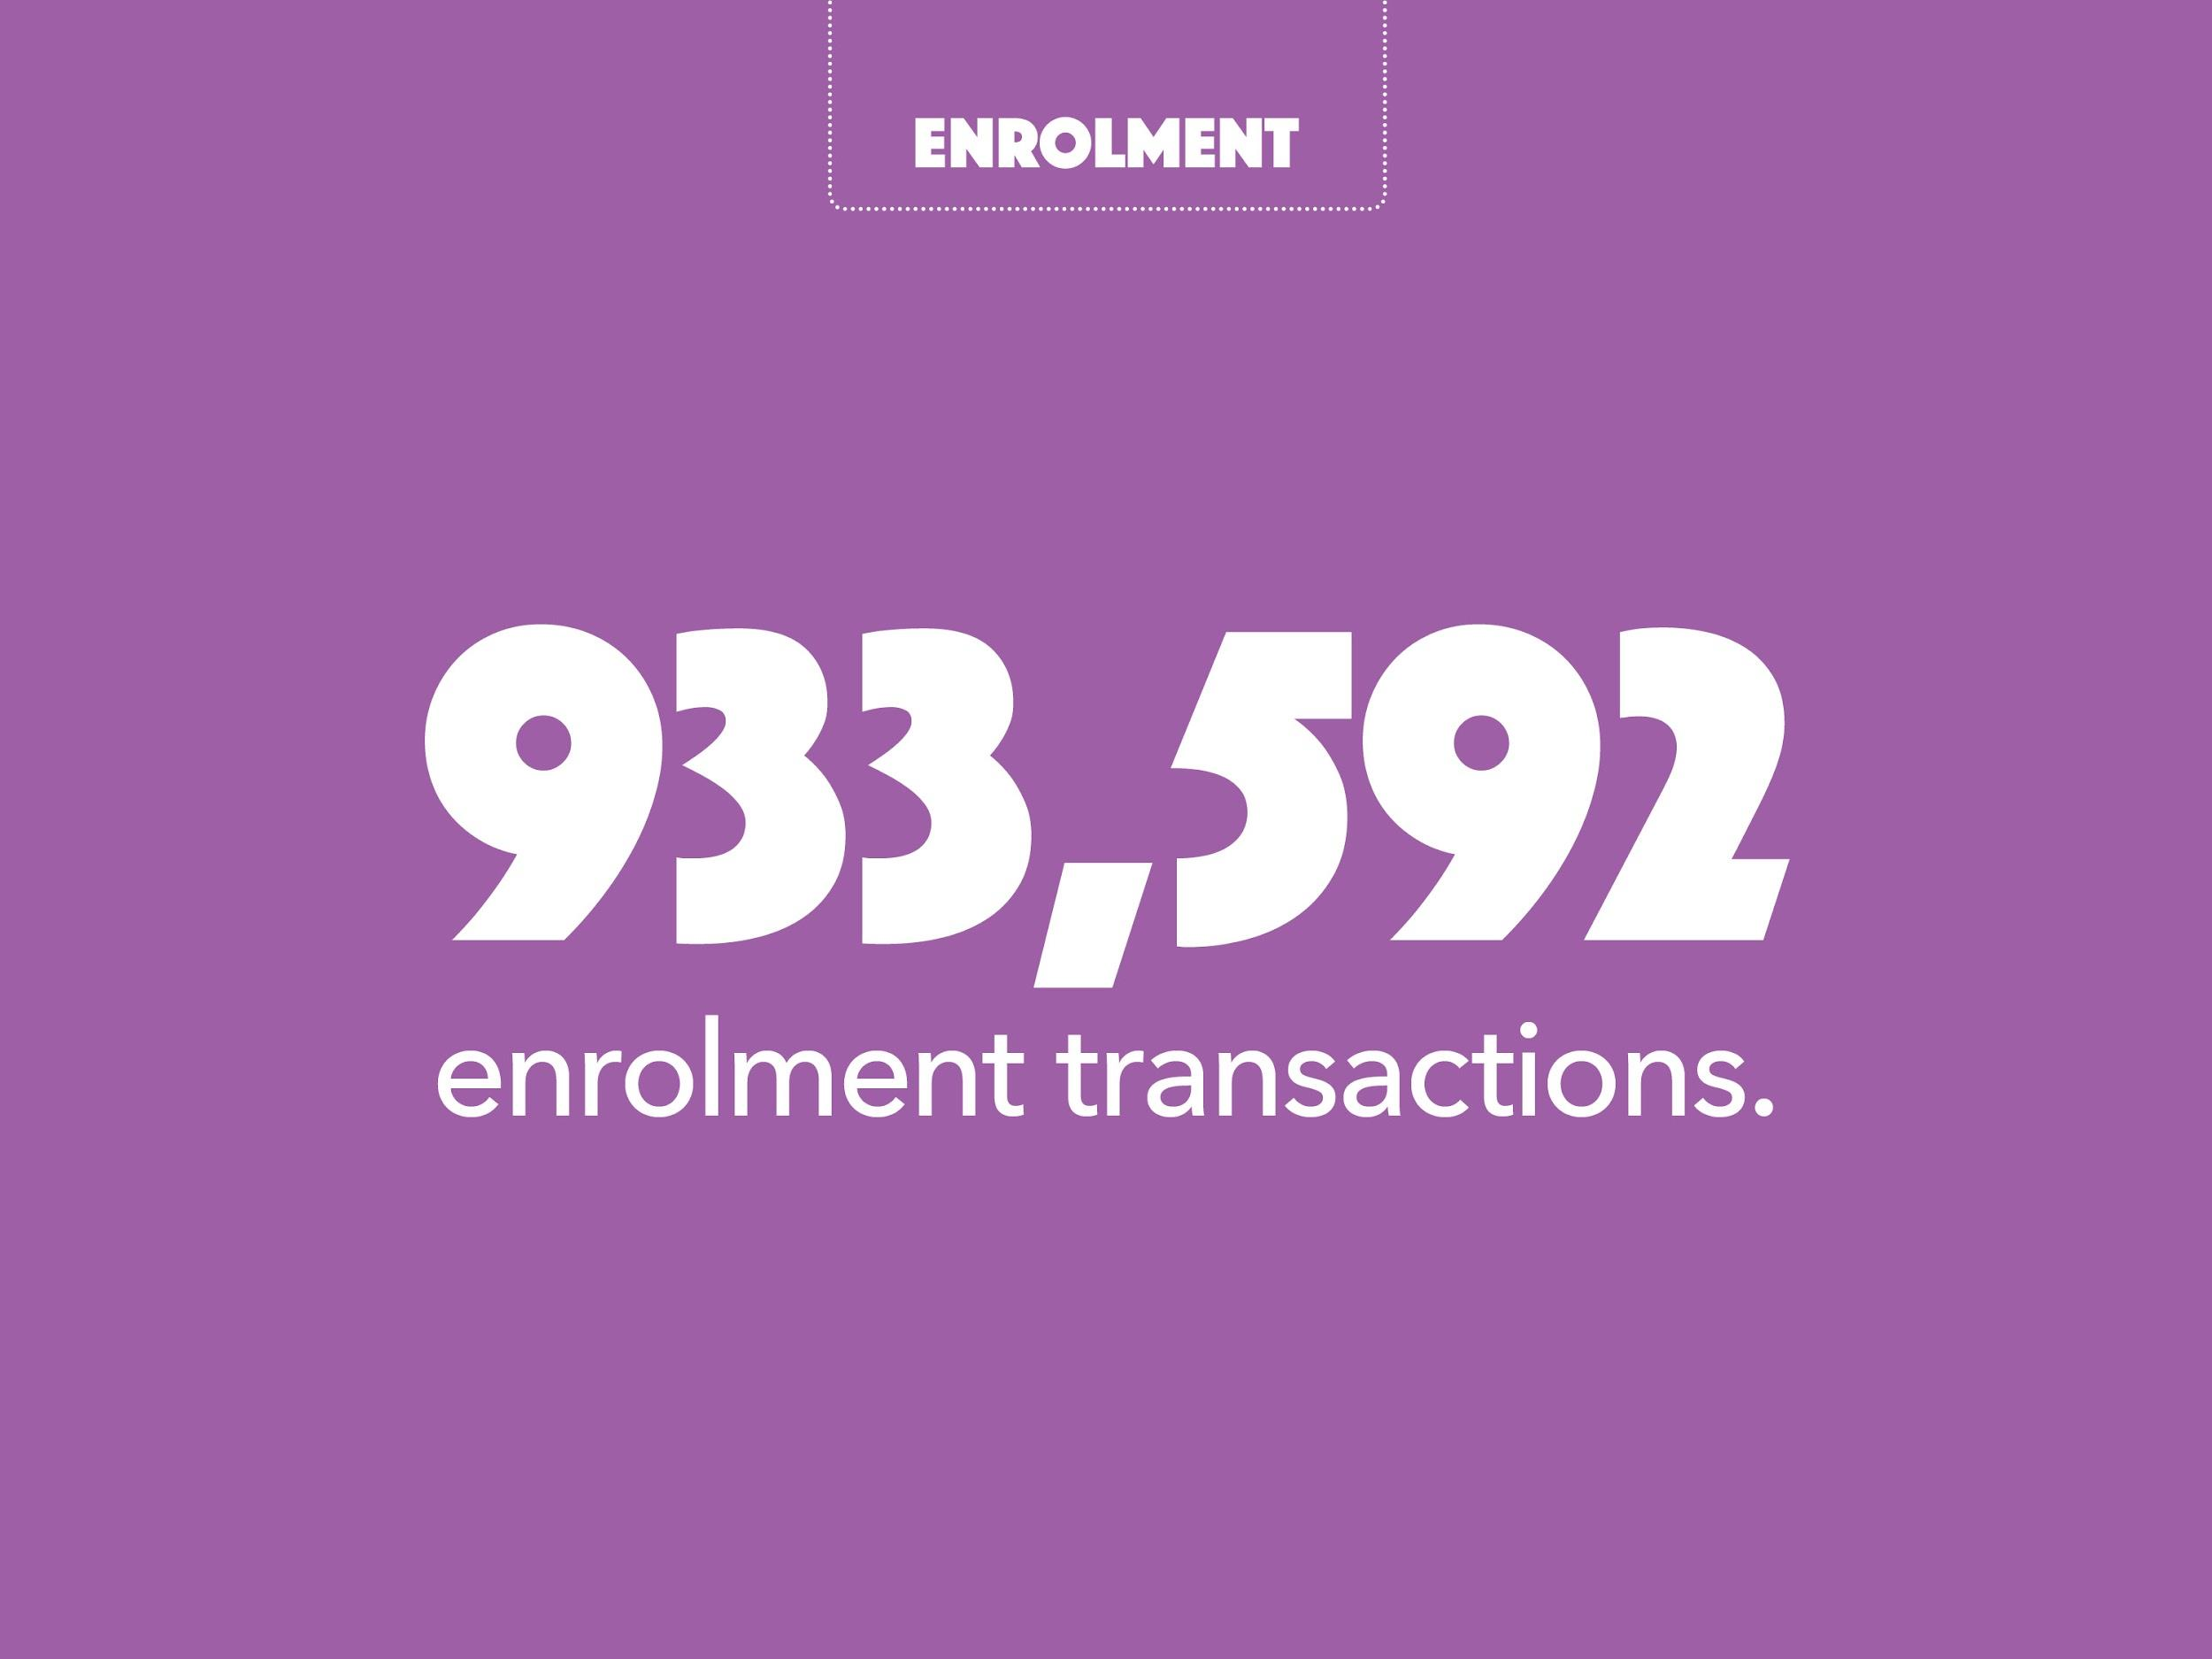 ENROLMENT
933,592
enrolment transactions.